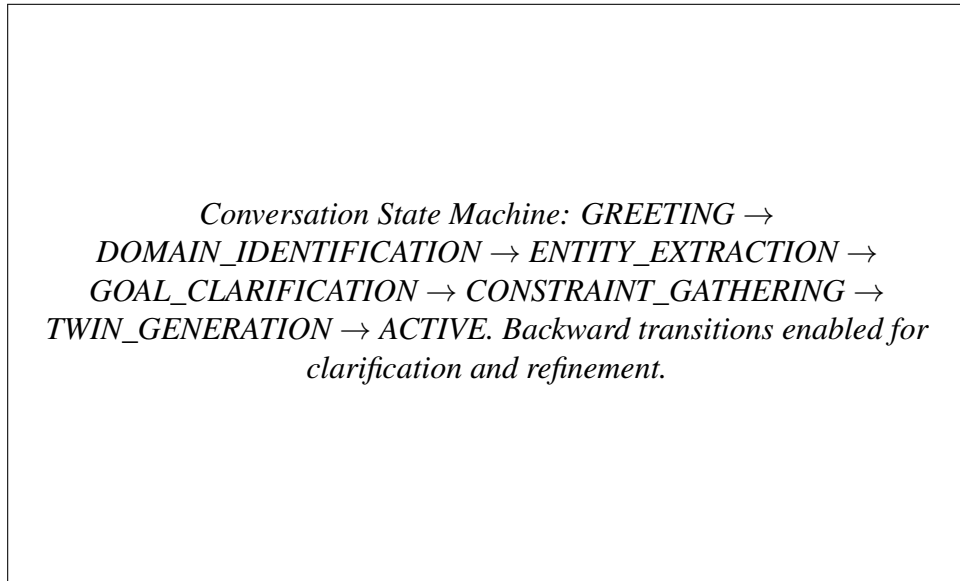 Conversation State Machine: GREETING →
DOMAIN_IDENTIFICATION → ENTITY_EXTRACTION →
GOAL_CLARIFICATION → CONSTRAINT_GATHERING →
TWIN_GENERATION → ACTIVE. Backward transitions enabled for
clarification and refinement.